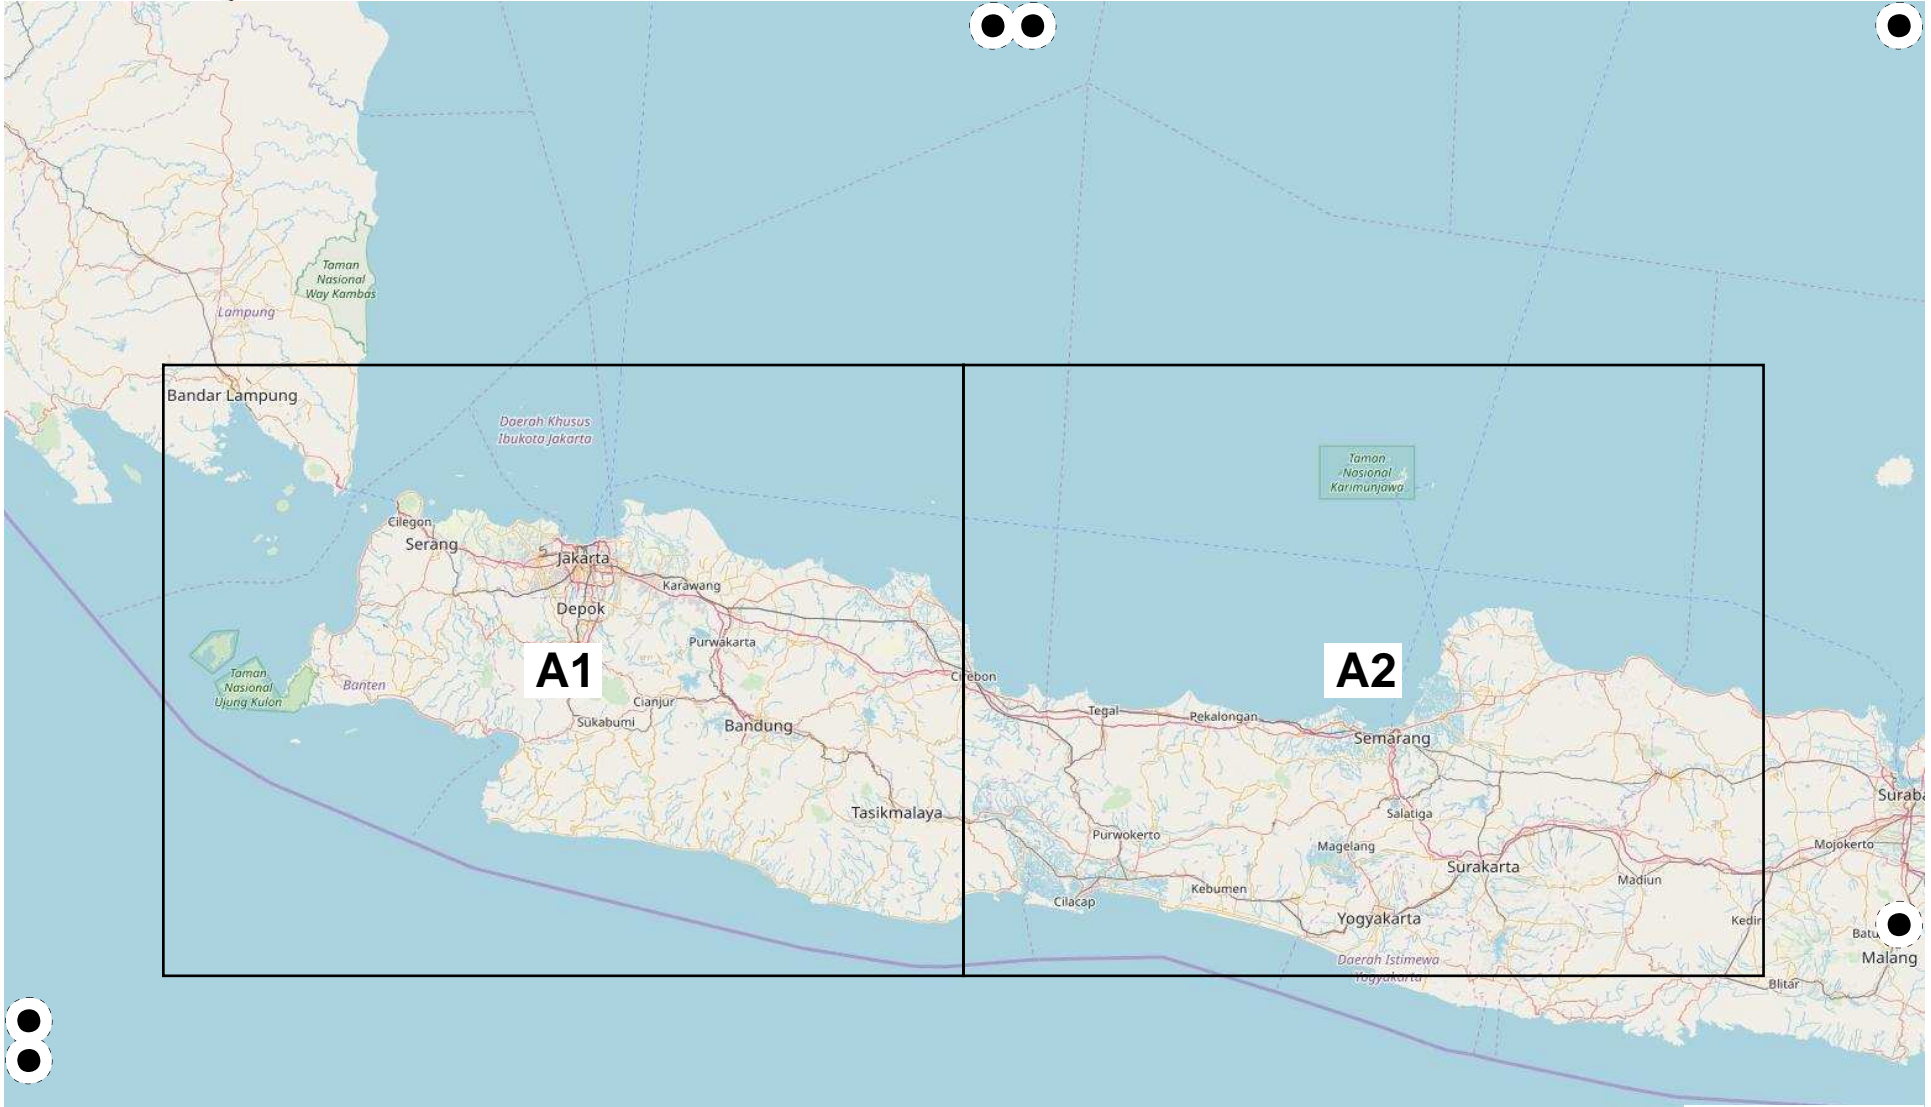 Taman
Nasional
Way Kambas
Lampung
Bandar Lampung
Daerah Khusus
Ibukota Jakarta
Taman
Nasional
Karimunjawa
Cilegon
Serang
Jakarta
Karawang
Depok
Purwakarta
A1
A2
Taman
Nasional
Ujung Kulon
Banten
Cirebon
Cianjur
Sukabumi
Bandung
Tegal
Pekalongan
Semarang
Tasikmalaya
Salatiga
Suraba
Purwokerto
Magelang
Mojokerto
Surakarta
Madiun
Kebumen
Cilacap
Yogyakarta
Kedir
Batu
Malang
Daerah Istimewa
Yogyakarta
Blitar